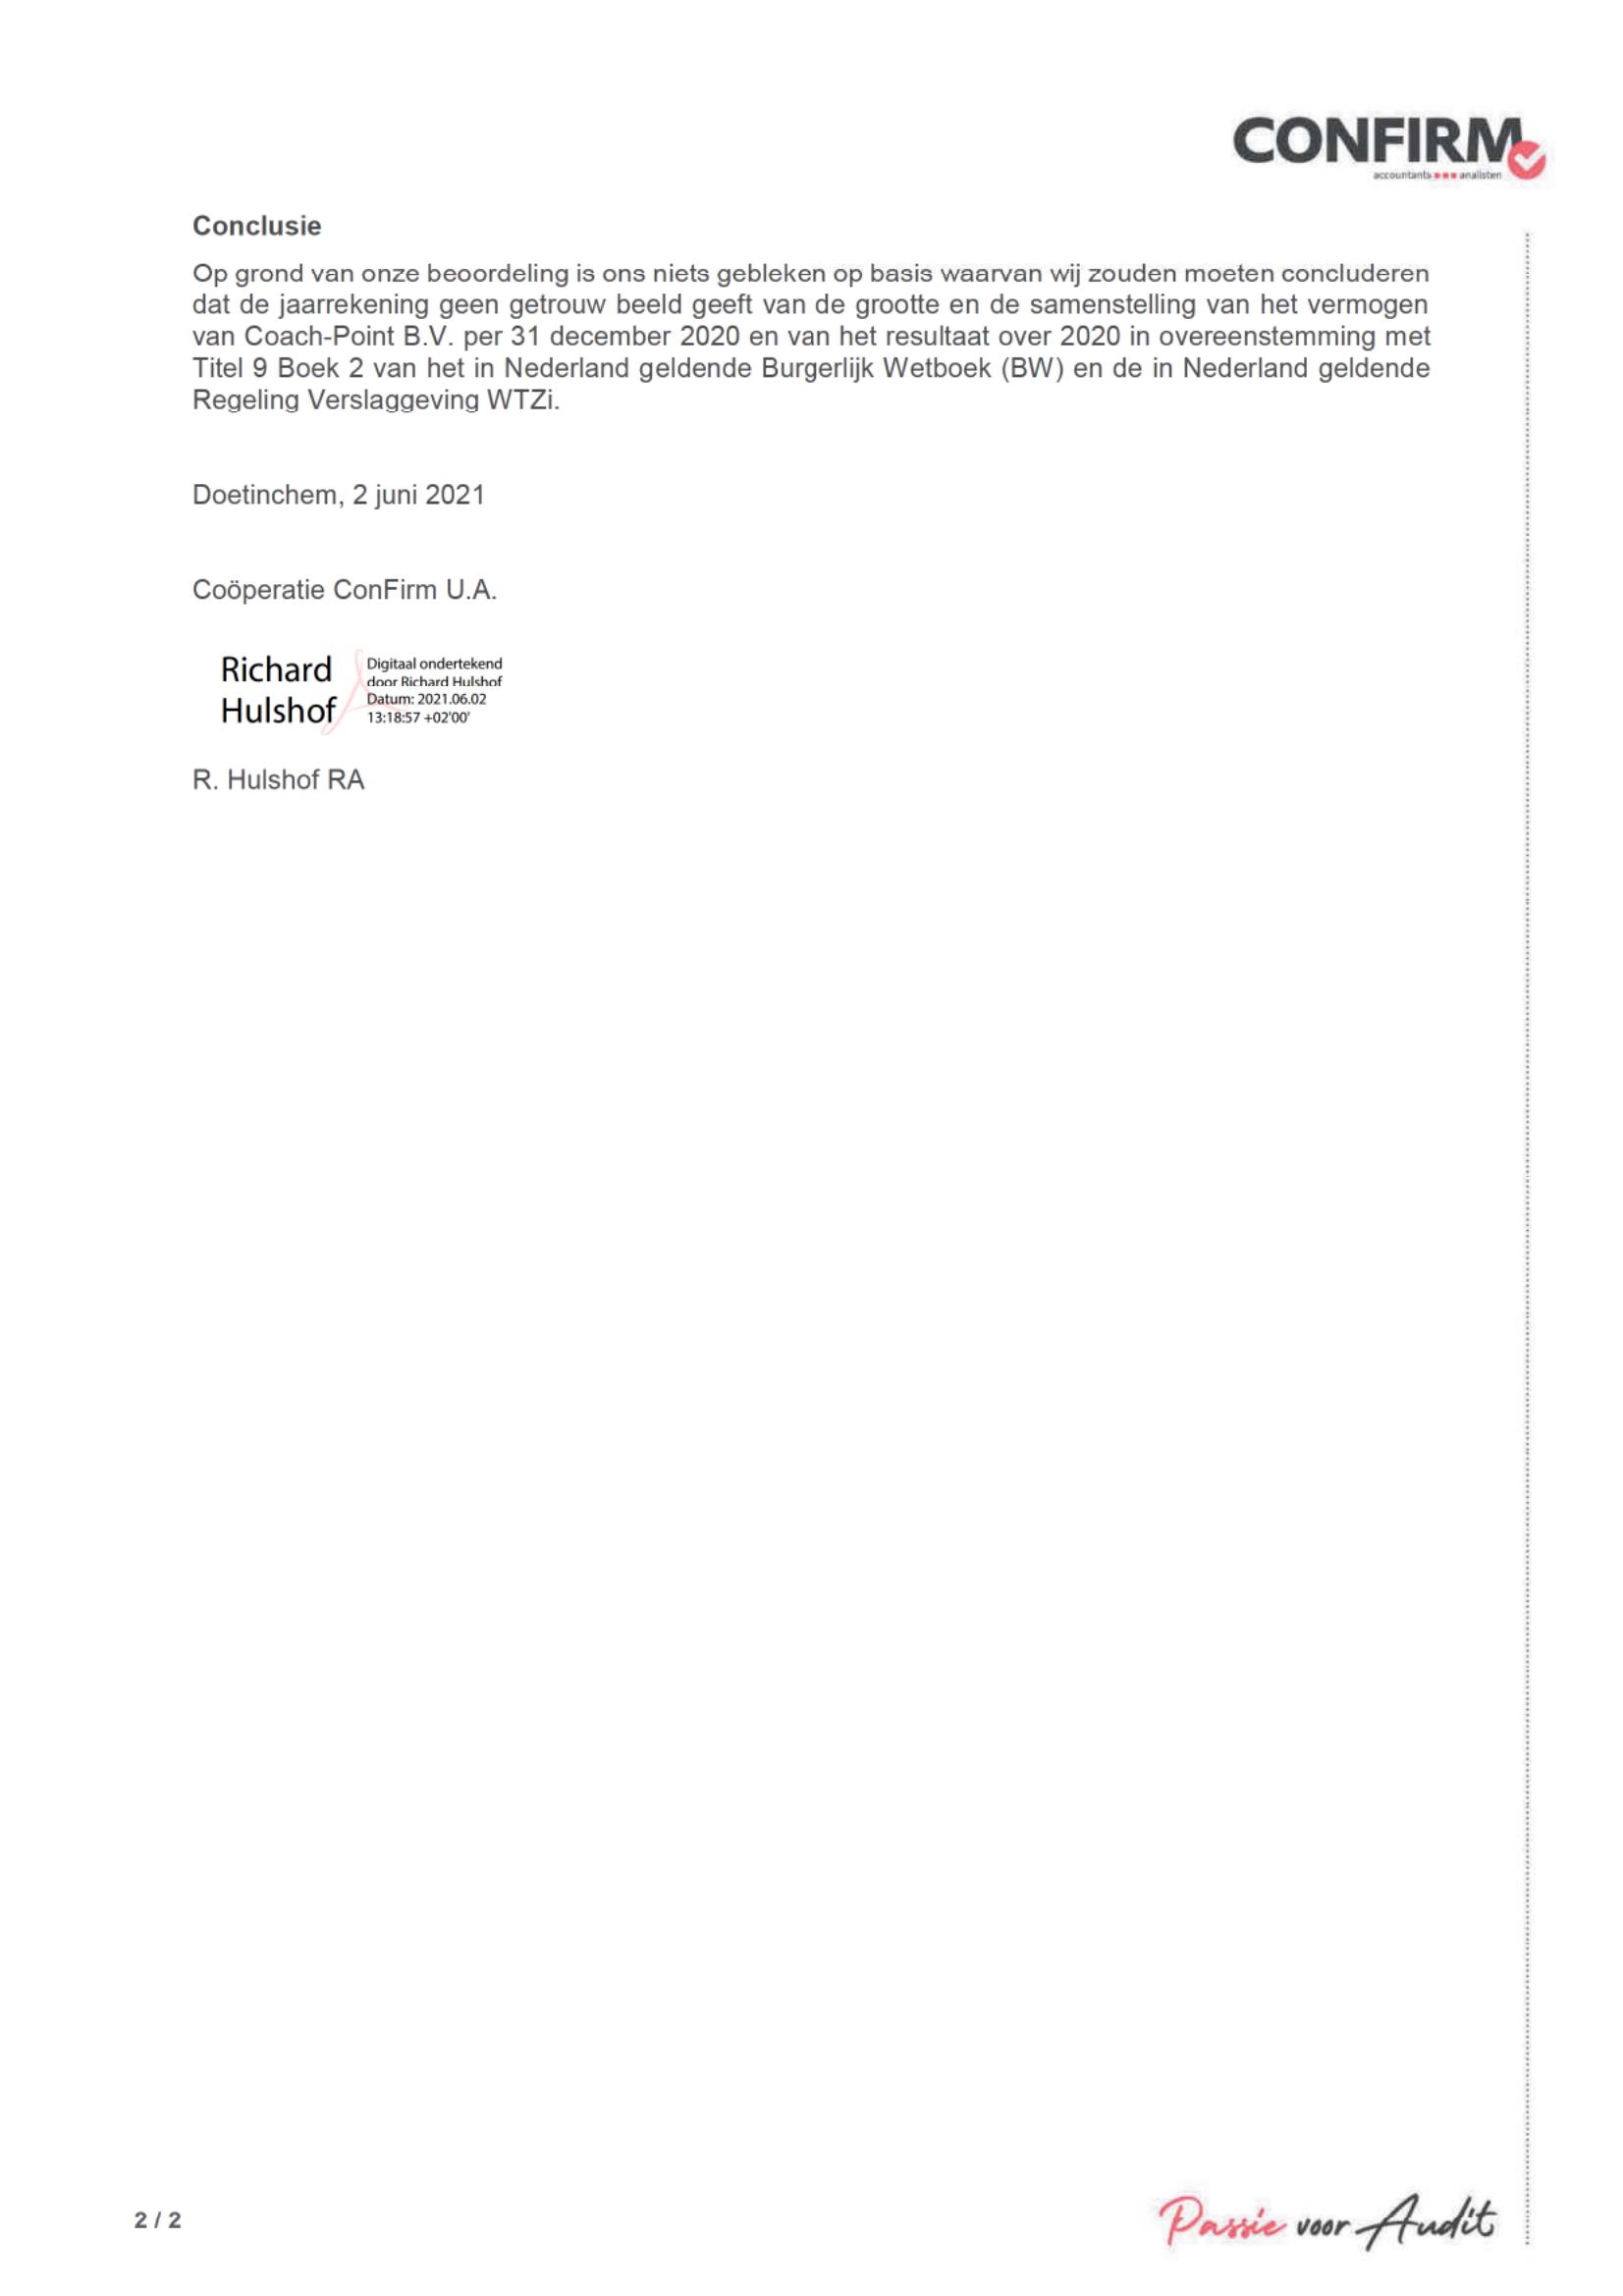 CONFIRM
accountants analisten
Conclusie
Op grond van onze beoordeling is ons niets gebleken op basis waarvan wij zouden moeten concluderen
dat de jaarrekening geen getrouw beeld geeft van de grootte en de samenstelling van het vermogen
van Coach-Point B.V. per 31 december 2020 en van het resultaat over 2020 in overeenstemming met
Titel 9 Boek 2 van het in Nederland geldende Burgerlijk Wetboek (BW) en de in Nederland geldende
Regeling Verslaggeving WTZi.
Doetinchem, 2 juni 2021
Coöperatie ConFirm U.A.
Richard
Hulshof
Digitaal ondertekend
door Richard Hulshof
Datum: 2021.06.02
13:18:57 +02'00'
R. Hulshof RA
2 / 2
Passie voor Audit